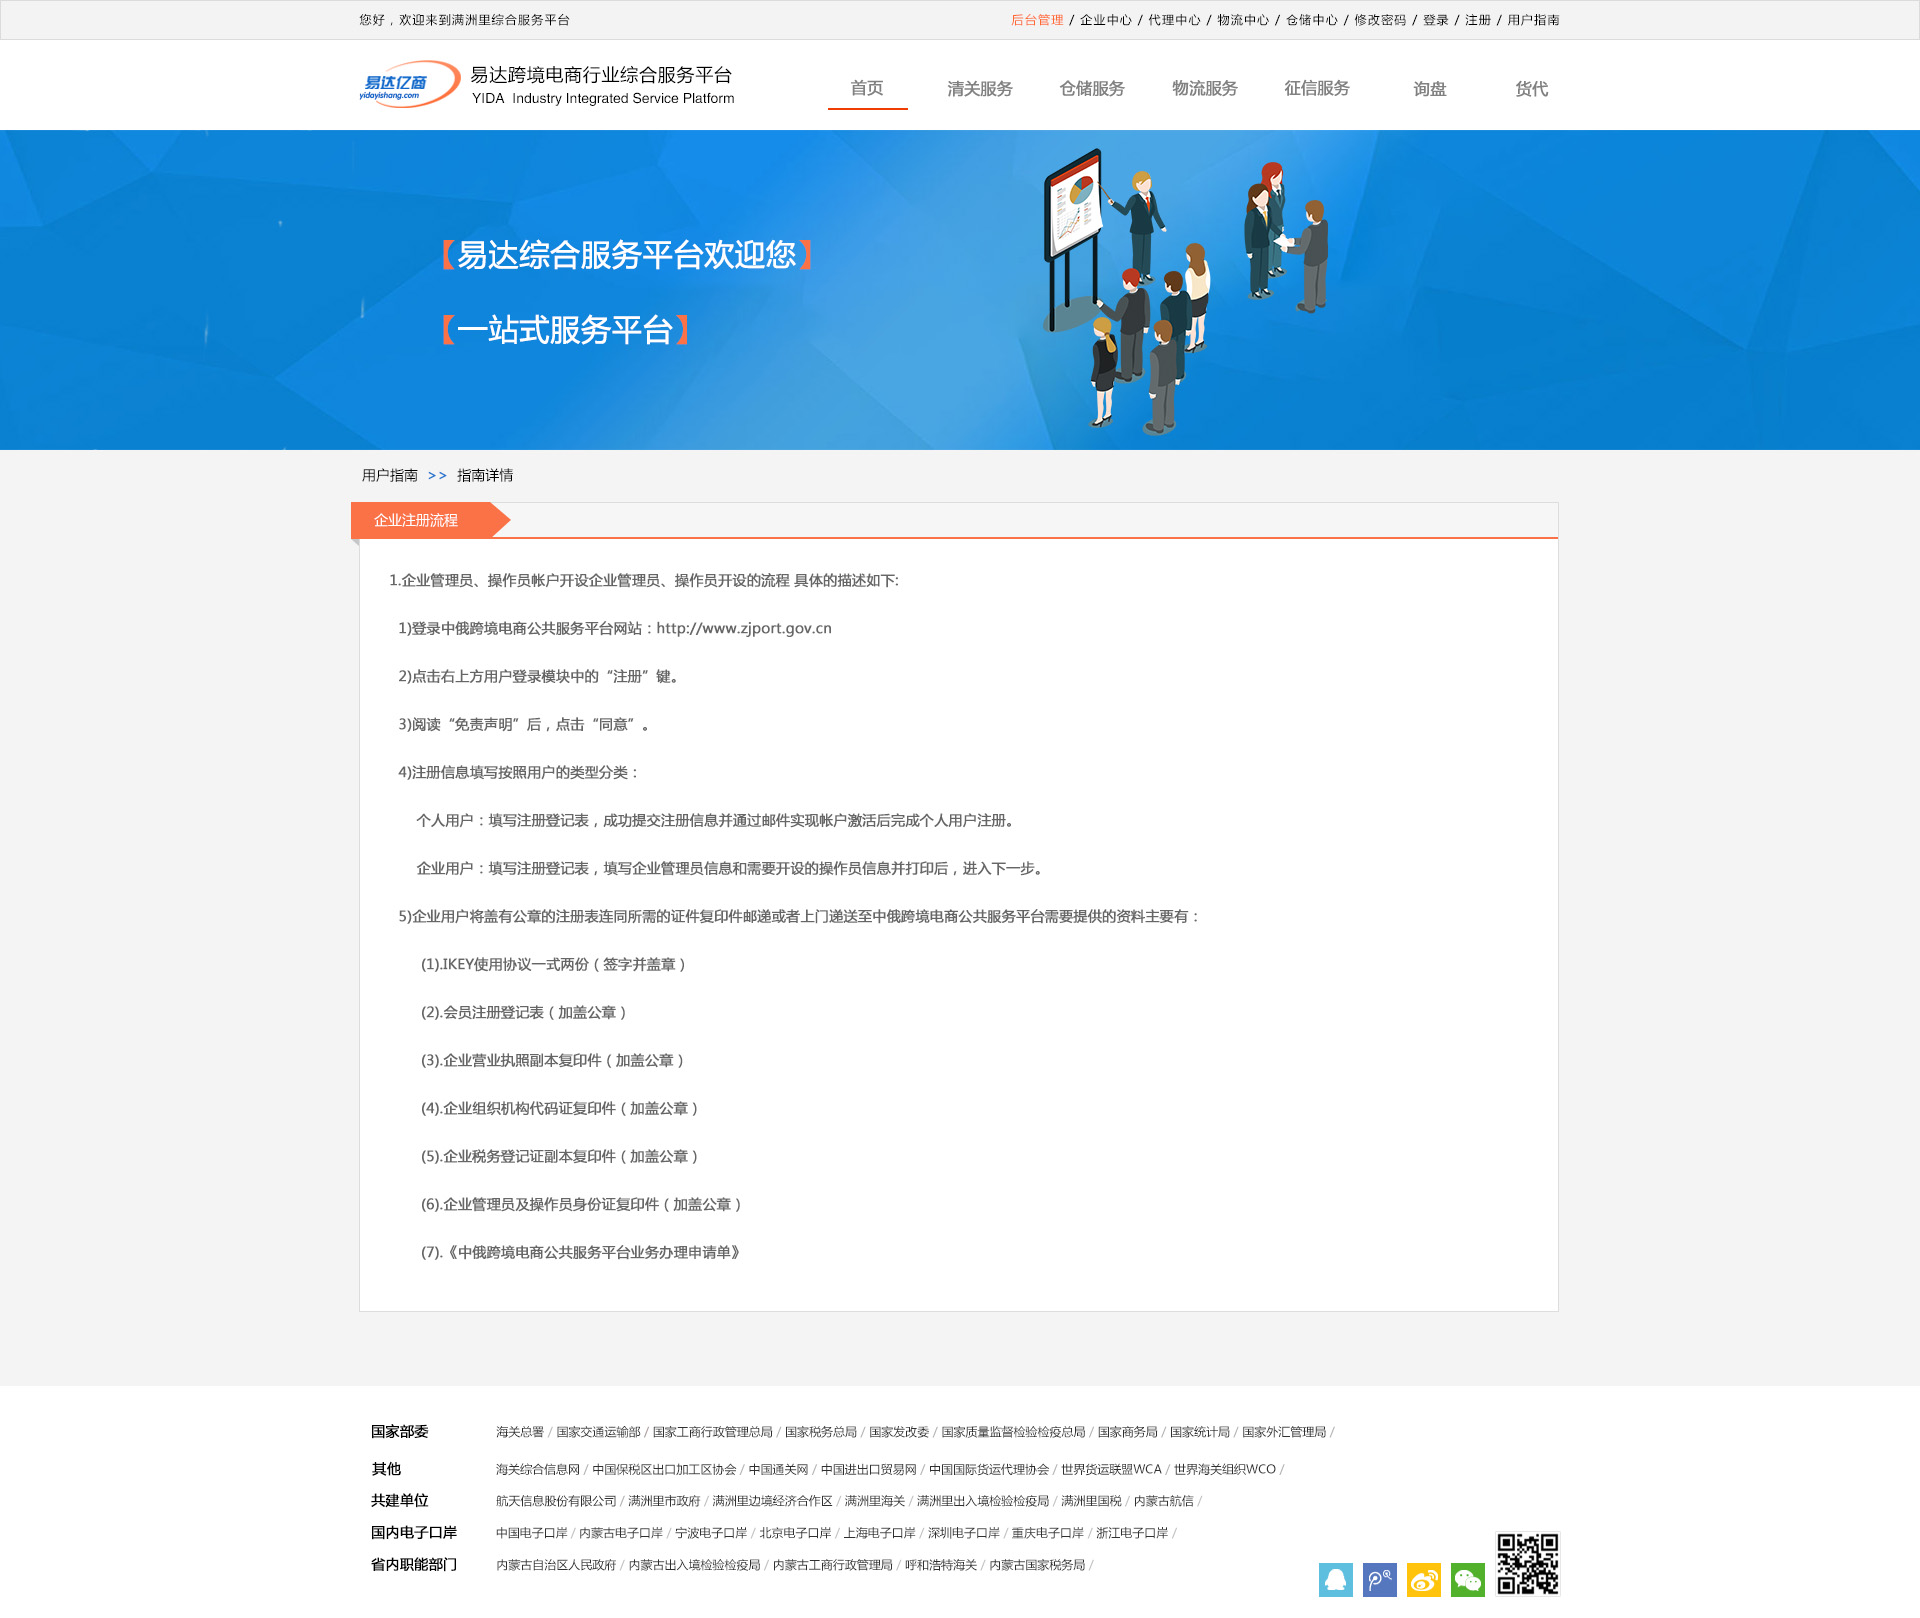 您好，欢迎来到满洲里综合服务平台
后台管理 / 企业中心 / 代理中心 / 物流中心 / 仓储中心 / 修改密码 / 登录 / 注册 / 用户指南
易达亿商
yidayishang.com
易达跨境电商行业综合服务平台
YIDA Industry Integrated Service Platform
首页 清关服务 仓储服务 物流服务 征信服务 询盘 货代
【易达综合服务平台欢迎您】
【一站式服务平台】
用户指南 >> 指南详情
企业注册流程
1.企业管理员、操作员帐户开设企业管理员、操作员开设的流程 具体的描述如下:
1)登录中俄跨境电商公共服务平台网站：http://www.zjport.gov.cn
2)点击右上方用户登录模块中的“注册”键。
3)阅读“免责声明”后，点击“同意”。
4)注册信息填写按照用户的类型分类：
个人用户：填写注册登记表，成功提交注册信息并通过邮件实现帐户激活后完成个人用户注册。
企业用户：填写注册登记表，填写企业管理员信息和需要开设的操作员信息并打印后，进入下一步。
5)企业用户将盖有公章的注册表连同所需的证件复印件邮递或者上门递送至中俄跨境电商公共服务平台需要提供的资料主要有：
(1).IKEY使用协议一式两份（签字并盖章）
(2).会员注册登记表（加盖公章）
(3).企业营业执照副本复印件（加盖公章）
(4).企业组织机构代码证复印件（加盖公章）
(5).企业税务登记证副本复印件（加盖公章）
(6).企业管理员及操作员身份证复印件（加盖公章）
(7).《中俄跨境电商公共服务平台业务办理申请单》
国家部委 海关总署 / 国家交通运输部 / 国家工商行政管理总局 / 国家税务总局 / 国家发改委 / 国家质量监督检验检疫总局 / 国家商务局 / 国家统计局 / 国家外汇管理局 /
其他 海关综合信息网 / 中国保税区出口加工区协会 / 中国通关网 / 中国进出口贸易网 / 中国国际货运代理协会 / 世界货运联盟WCA / 世界海关组织WCO /
共建单位 航天信息股份有限公司 / 满洲里市政府 / 满洲里边境经济合作区 / 满洲里海关 / 满洲里出入境检验检疫局 / 满洲里国税 / 内蒙古航信 /
国内电子口岸 中国电子口岸 / 内蒙古电子口岸 / 宁波电子口岸 / 北京电子口岸 / 上海电子口岸 / 深圳电子口岸 / 重庆电子口岸 / 浙江电子口岸 /
省内职能部门 内蒙古自治区人民政府 / 内蒙古出入境检验检疫局 / 内蒙古工商行政管理局 / 呼和浩特海关 / 内蒙古国家税务局 /